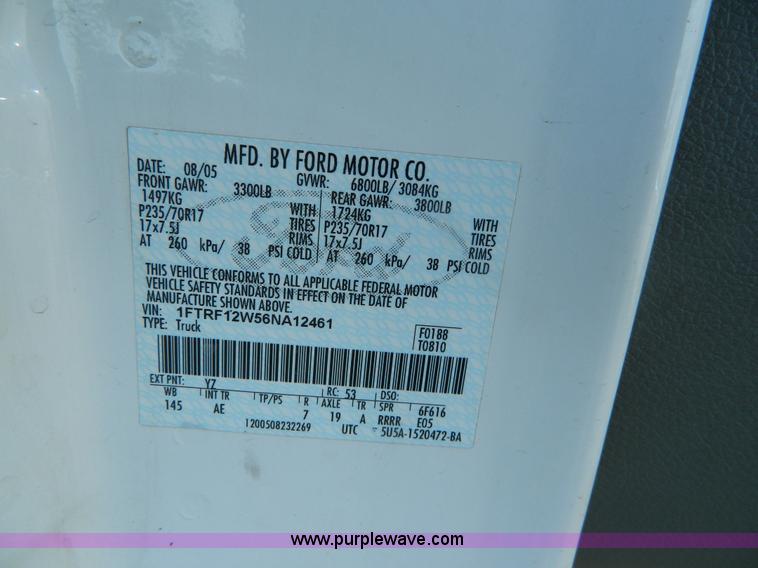 MFD. BY FORD MOTOR CO.
DATE: 08/05 GVWR: 6800LB/ 3084KG
FRONT GAWR: 3300LB REAR GAWR: 3800LB
1497KG WITH 1724KG WITH
P235/70R17 TIRES P235/70R17 TIRES
17x7.5J RIMS 17x7.5J RIMS
AT 260 kPa/ 38 PSI COLD AT 260 kPa/ 38 PSI COLD
THIS VEHICLE CONFORMS TO ALL APPLICABLE FEDERAL MOTOR
VEHICLE SAFETY STANDARDS IN EFFECT ON THE DATE OF
MANUFACTURE SHOWN ABOVE.
VIN: 1FTRF12W56NA12461
TYPE: Truck
F0188
T0810
EXT PNT: YZ RC: 53 DSO:
WB INT TR TP/PS R AXLE TR SPR 6F616
145 AE 7 19 A RRRR E05
1200508232269 UTC 5U5A-1520472-BA
www.purplewave.com